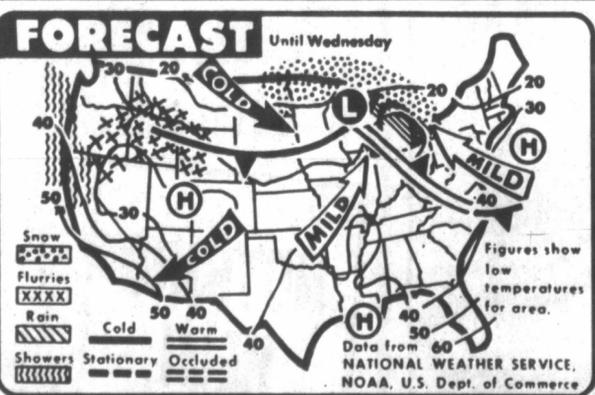 FORECAST Until Wednesday
30 20 COLD
L 20 20
30
40
H
MILD
50 H
30 40
COLD MILD
Snow
Flurries
XXXX
Rain
Showers
Cold Warm
Stationary Occluded
50 40
40
H 40
50
60
Figures show
low
temperatures
for area.
Data from
NATIONAL WEATHER SERVICE,
NOAA, U.S. Dept. of Commerce